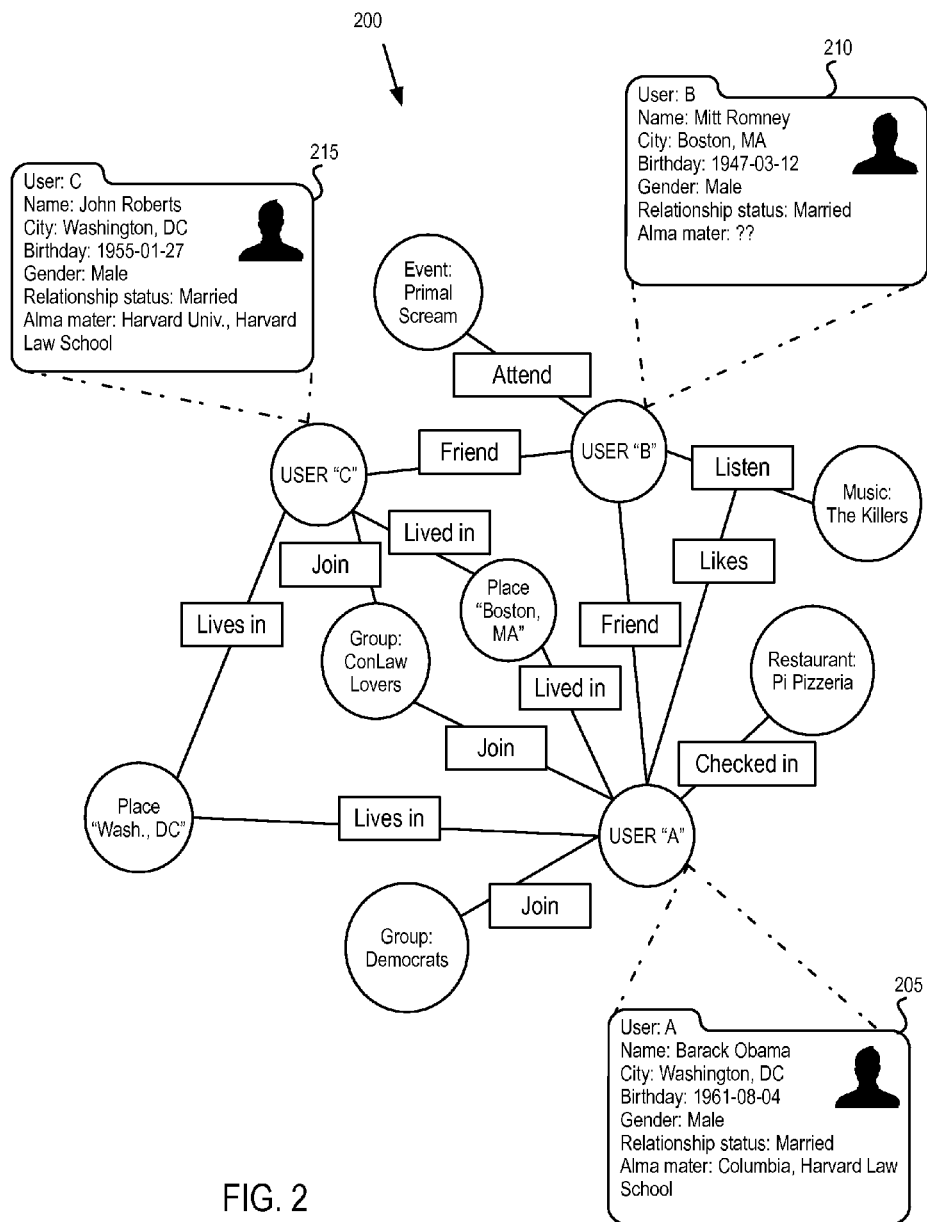 200
210
User: B
Name: Mitt Romney
City: Boston, MA
Birthday: 1947-03-12
Gender: Male
Relationship status: Married
Alma mater: ??
215
User: C
Name: John Roberts
City: Washington, DC
Birthday: 1955-01-27
Gender: Male
Relationship status: Married
Alma mater: Harvard Univ., Harvard
Law School
Event:
Primal
Scream
Attend
USER "C"
Friend
USER "B"
Listen
Music:
The Killers
Lived in
Join
Likes
Place
"Boston,
MA"
Lives in
Friend
Group:
ConLaw
Lovers
Restaurant:
Pi Pizzeria
Lived in
Join
Checked in
Place
"Wash., DC"
Lives in
USER "A"
Join
Group:
Democrats
205
User: A
Name: Barack Obama
City: Washington, DC
Birthday: 1961-08-04
Gender: Male
Relationship status: Married
Alma mater: Columbia, Harvard Law
School
FIG. 2